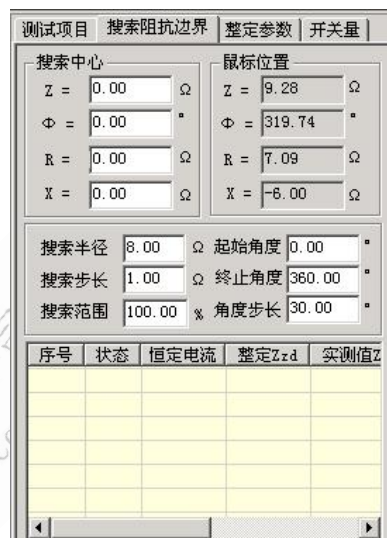 测试项目 搜索阻抗边界 整定参数 开关量
搜索中心 鼠标位置
Z = 0.00 Ω Z = 9.28 Ω
Φ = 0.00 ° Φ = 319.74 °
R = 0.00 Ω R = 7.09 Ω
X = 0.00 Ω X = -6.00 Ω
搜索半径 8.00 Ω 起始角度 0.00 °
搜索步长 1.00 Ω 终止角度 360.00 °
搜索范围 100.00 % 角度步长 30.00 °
序号 状态 恒定电流 整定Zzd 实测值Z